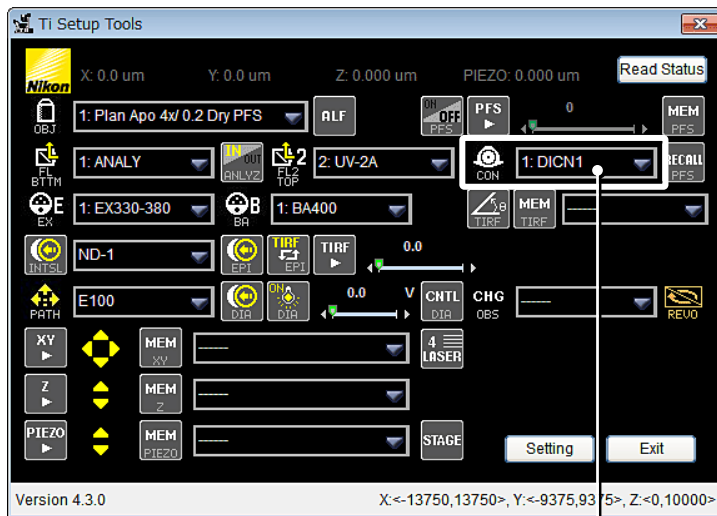 Ti Setup Tools
Nikon X: 0.0 um Y: 0.0 um Z: 0.000 um PIEZO: 0.000 um Read Status
OBJ 1: Plan Apo 4x/ 0.2 Dry PFS ALF ON OFF PFS PFS 0 MEM PFS
FL BTTM 1: ANALY IN OUT ANLYZ 2 FL2 TOP 2: UV-2A CON 1: DICN1 RECALL PFS
E EX 1: EX330-380 B BA 1: BA400 θ TIRF MEM TIRF -----
INTSL ND-1 EPI TIRF EPI TIRF 0.0
PATH E100 DIA ON DIA 0.0 V CNTL DIA CHG OBS ----- REVO
XY MEM XY ----- 4 LASER
Z MEM Z -----
PIEZO MEM PIEZO ----- STAGE Setting Exit
Version 4.3.0 X:<-13750,13750>, Y:<-9375,9375>, Z:<0,10000>